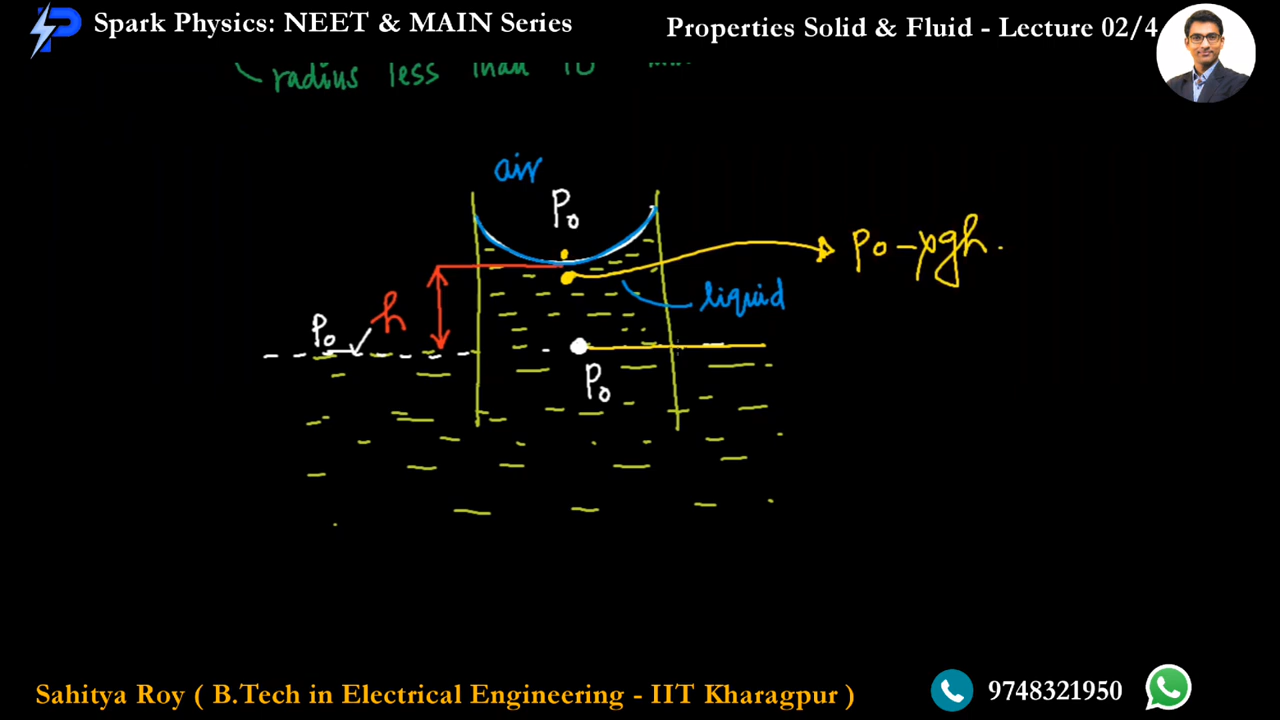 Spark Physics: NEET & MAIN Series
Properties Solid & Fluid - Lecture 02/4
radius less than 10
air
P₀
P₀-ρgh.
liquid
h
P₀
P₀
Sahitya Roy ( B.Tech in Electrical Engineering - IIT Kharagpur )
9748321950